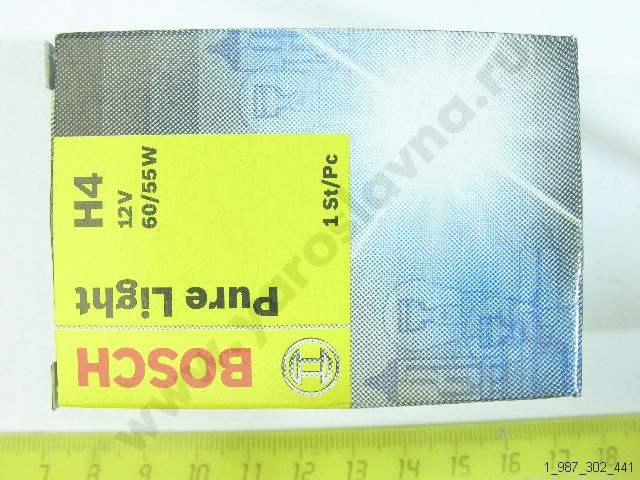 H4
12V
60/55W
1 St/Pc
Pure Light
BOSCH
www.yaroslavna.ru
7 8 9 10 11 12 13 14 15 16 17 18
1_987_302_441